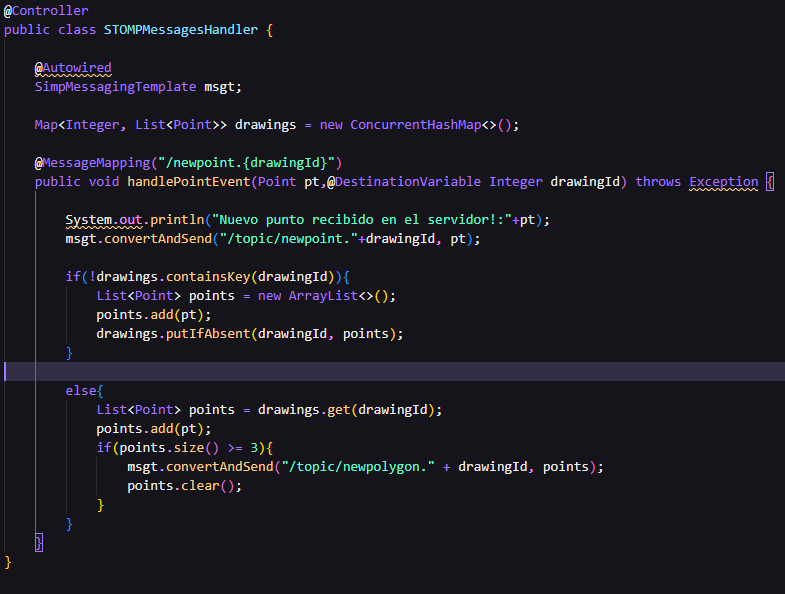 @Controller
public class STOMPMessagesHandler {
@Autowired
SimpMessagingTemplate msgt;
Map<Integer, List<Point>> drawings = new ConcurrentHashMap<>();
@MessageMapping("/newpoint.{drawingId}")
public void handlePointEvent(Point pt,@DestinationVariable Integer drawingId) throws Exception {
System.out.println("Nuevo punto recibido en el servidor!:"+pt);
msgt.convertAndSend("/topic/newpoint."+drawingId, pt);
if(!drawings.containsKey(drawingId)){
List<Point> points = new ArrayList<>();
points.add(pt);
drawings.putIfAbsent(drawingId, points);
}
else{
List<Point> points = drawings.get(drawingId);
points.add(pt);
if(points.size() >= 3){
msgt.convertAndSend("/topic/newpolygon." + drawingId, points);
points.clear();
}
}
}
}